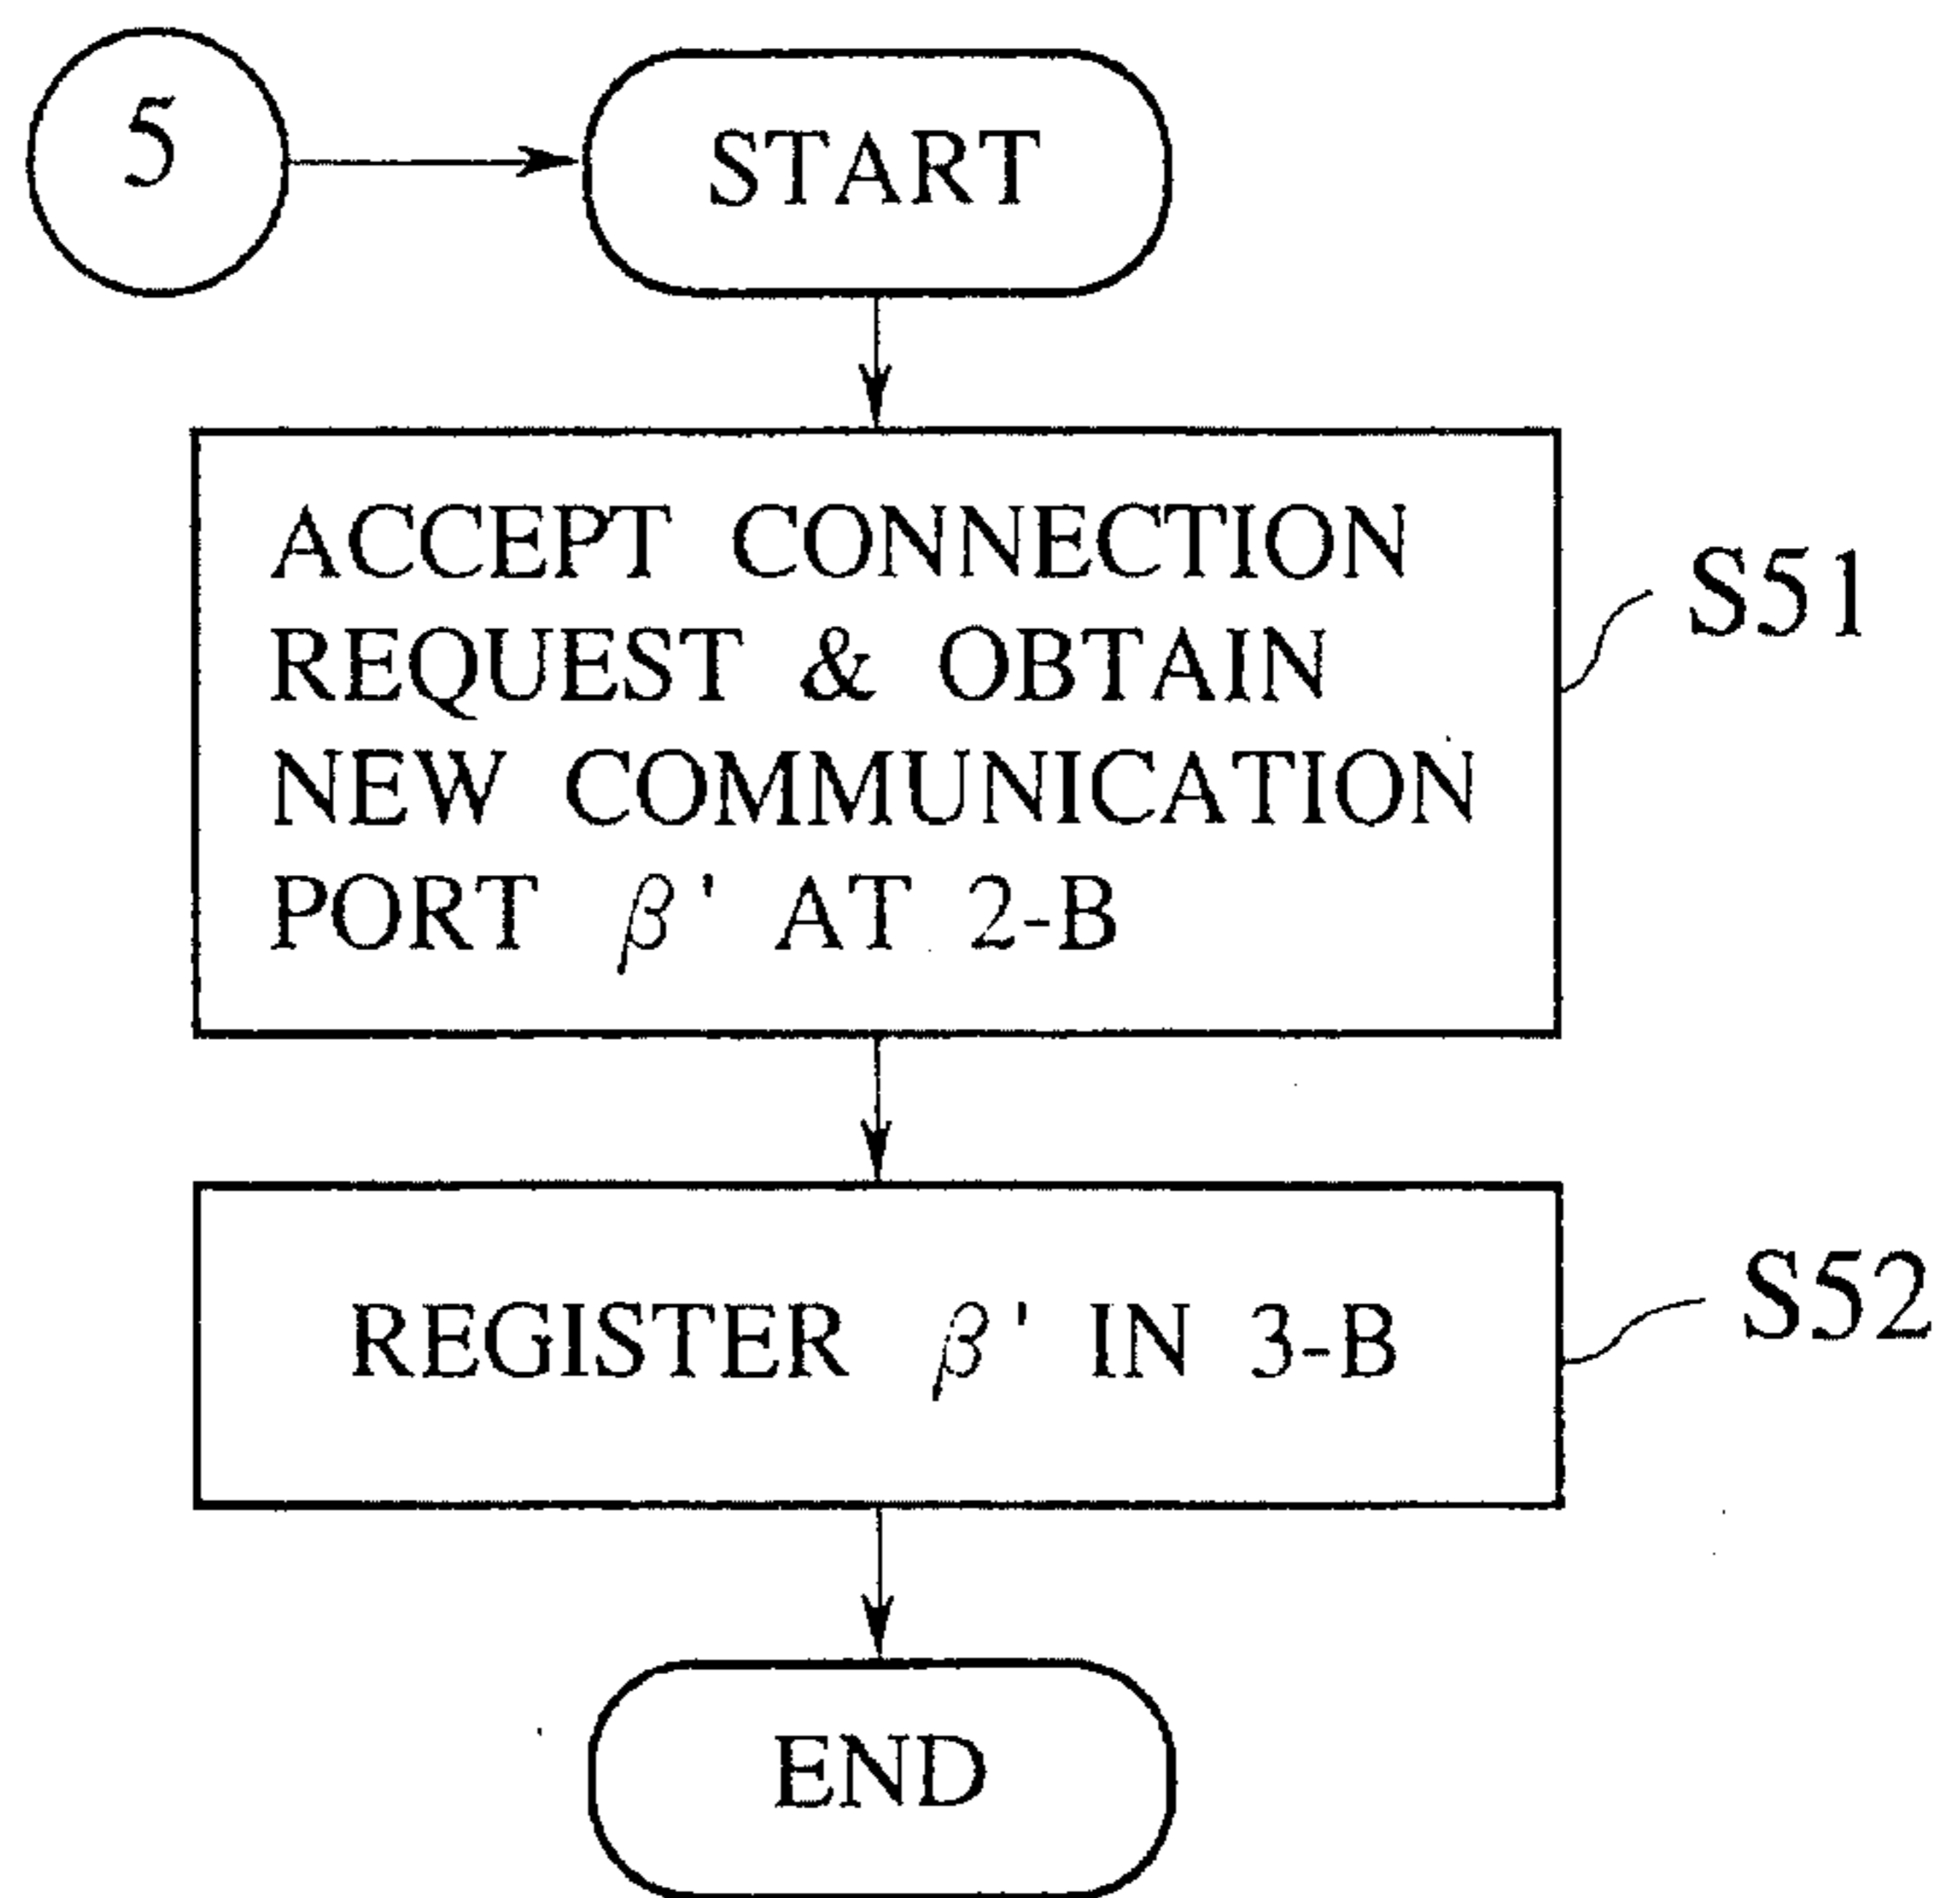 5
START
ACCEPT CONNECTION
REQUEST & OBTAIN
NEW COMMUNICATION
PORT β' AT 2-B
S51
REGISTER β' IN 3-B
S52
END